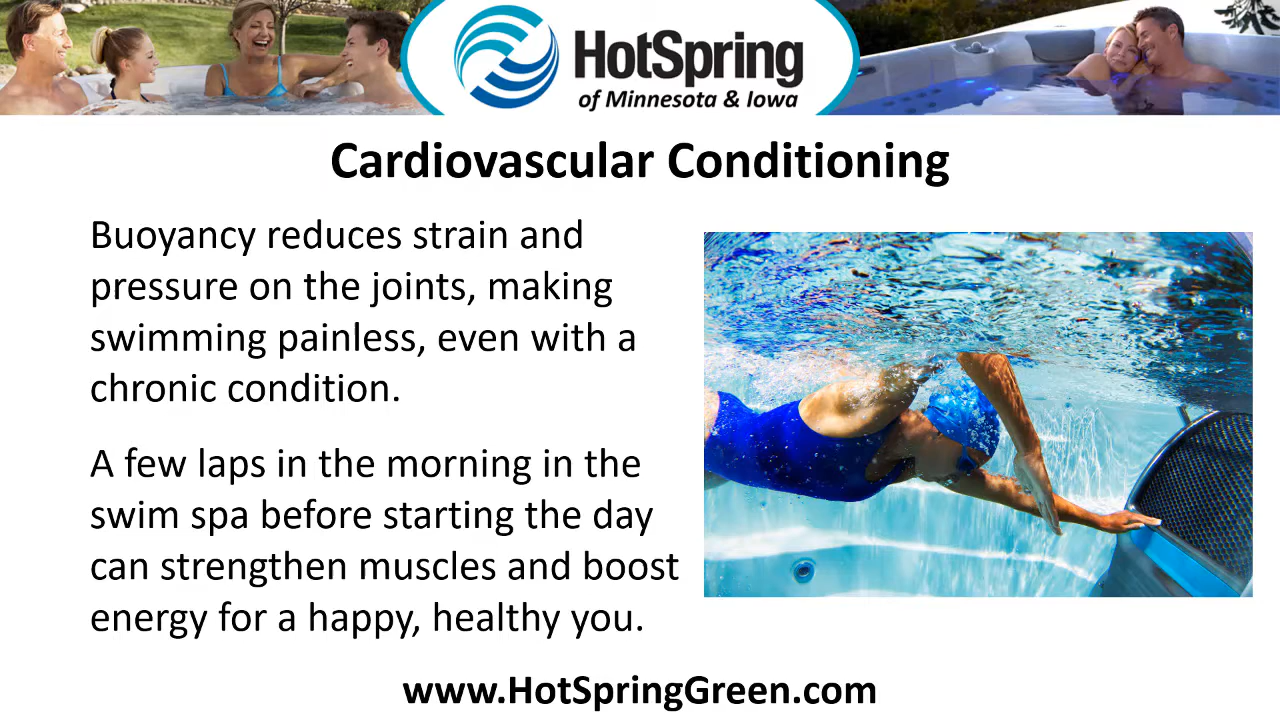 HotSpring
of Minnesota & Iowa
Cardiovascular Conditioning
Buoyancy reduces strain and
pressure on the joints, making
swimming painless, even with a
chronic condition.
A few laps in the morning in the
swim spa before starting the day
can strengthen muscles and boost
energy for a happy, healthy you.
www.HotSpringGreen.com